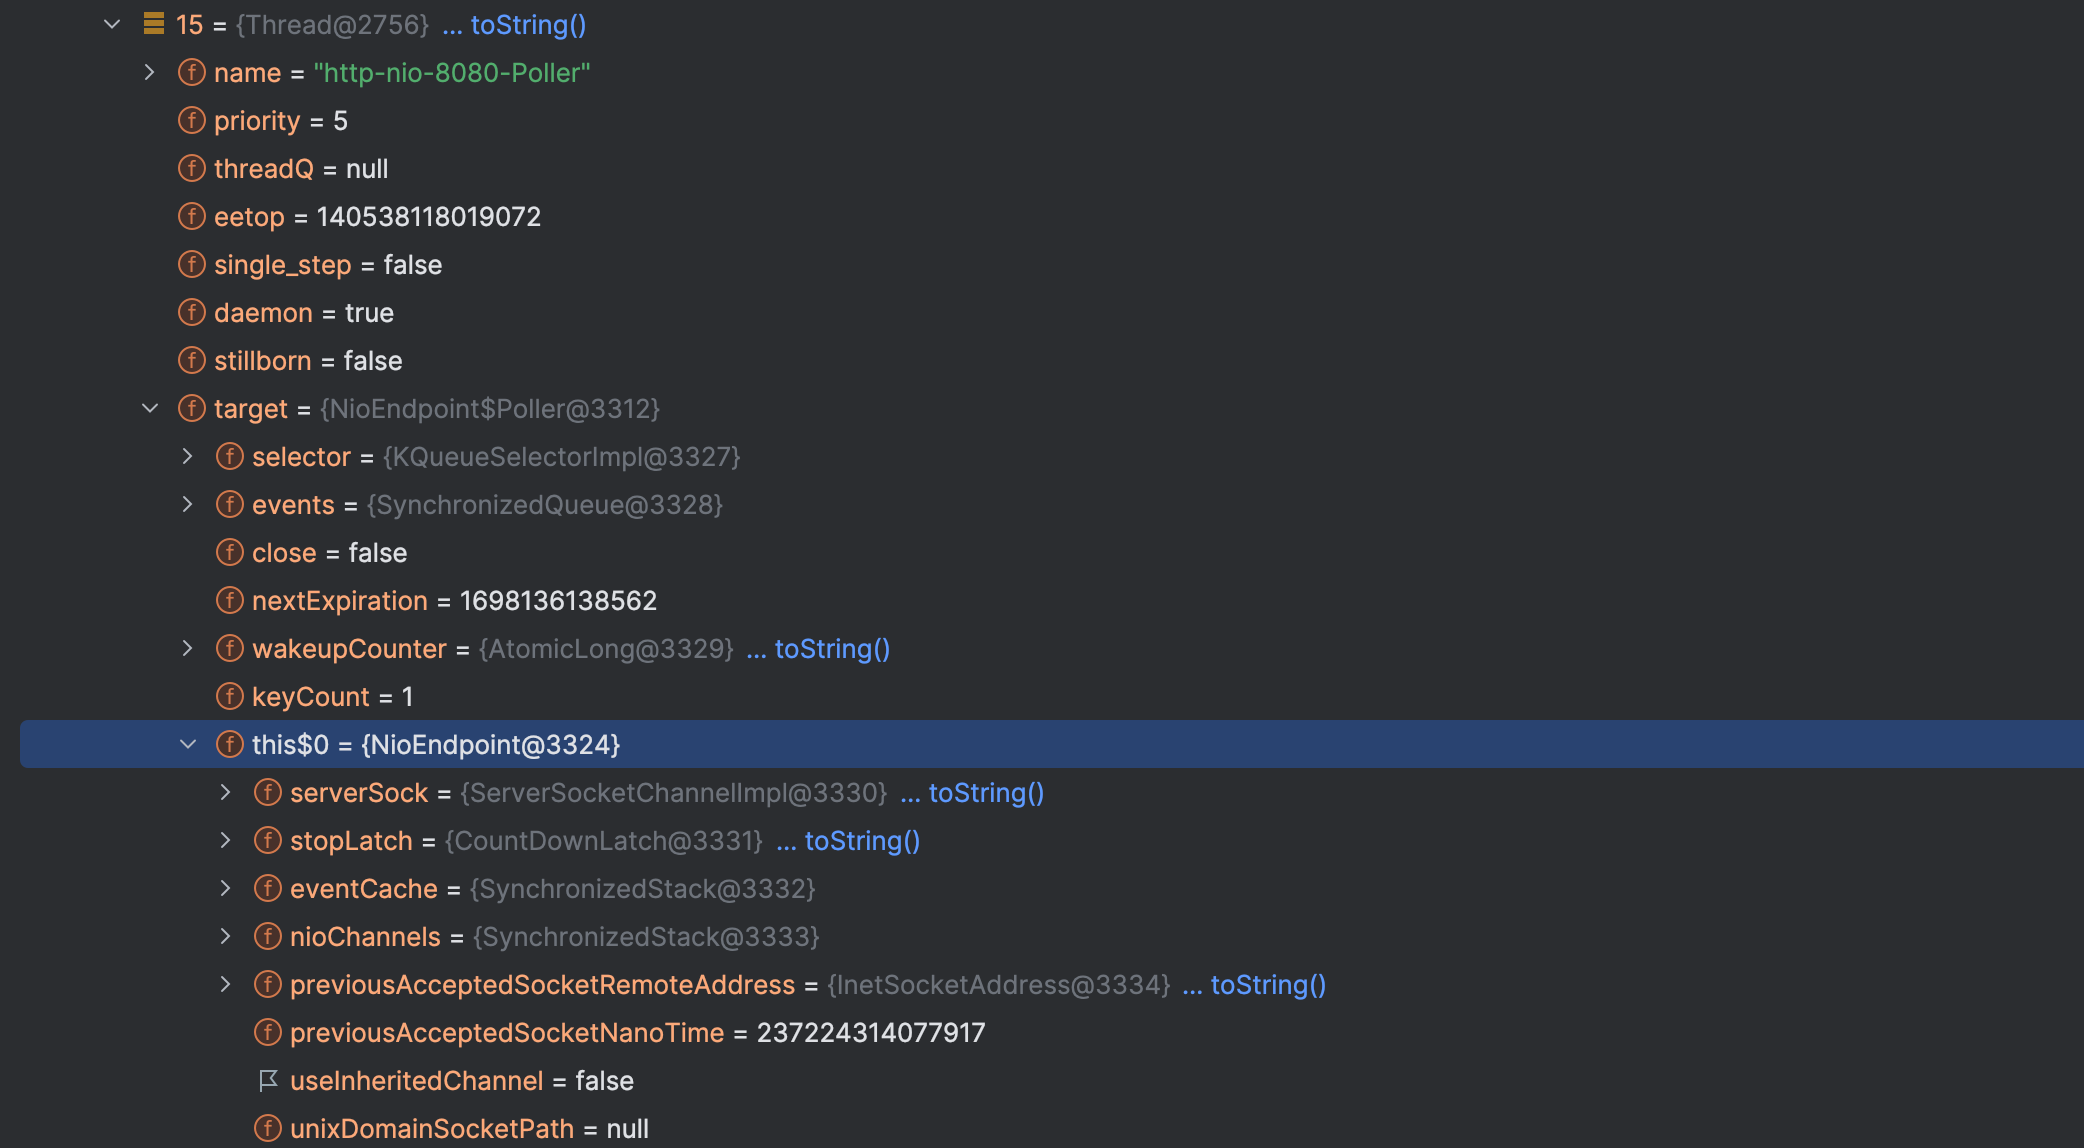 15 = {Thread@2756} ... toString()
f name = "http-nio-8080-Poller"
f priority = 5
f threadQ = null
f eetop = 140538118019072
f single_step = false
f daemon = true
f stillborn = false
f target = {NioEndpoint$Poller@3312}
f selector = {KQueueSelectorImpl@3327}
f events = {SynchronizedQueue@3328}
f close = false
f nextExpiration = 1698136138562
f wakeupCounter = {AtomicLong@3329} ... toString()
f keyCount = 1
f this$0 = {NioEndpoint@3324}
f serverSock = {ServerSocketChannelImpl@3330} ... toString()
f stopLatch = {CountDownLatch@3331} ... toString()
f eventCache = {SynchronizedStack@3332}
f nioChannels = {SynchronizedStack@3333}
f previousAcceptedSocketRemoteAddress = {InetSocketAddress@3334} ... toString()
f previousAcceptedSocketNanoTime = 237224314077917
useInheritedChannel = false
f unixDomainSocketPath = null